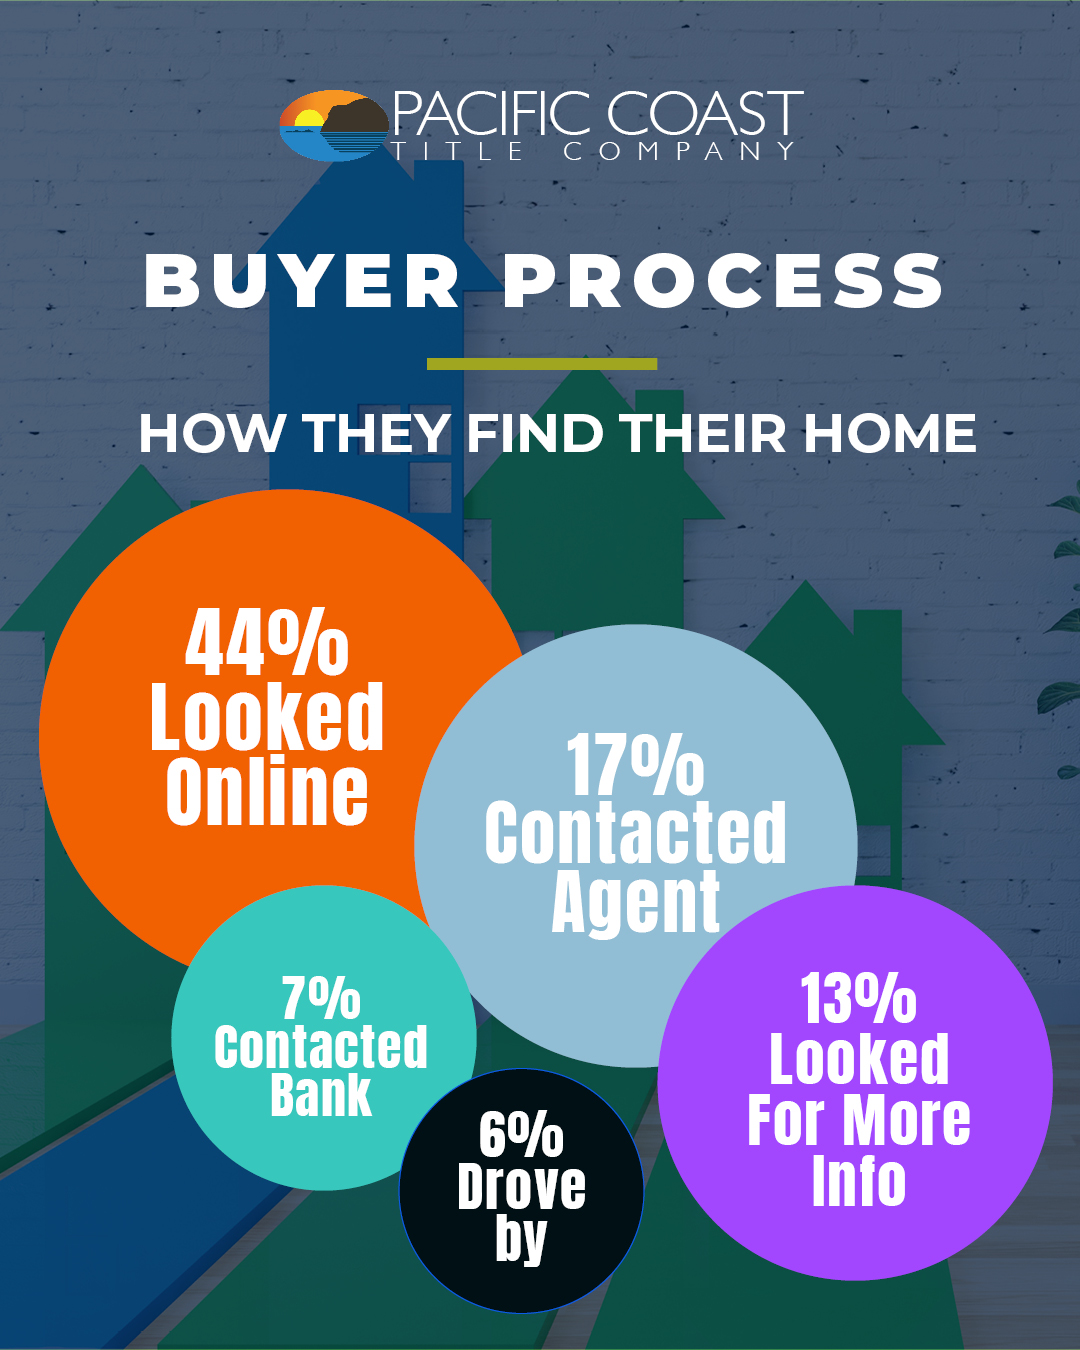 PACIFIC COAST
TITLE COMPANY
BUYER PROCESS
HOW THEY FIND THEIR HOME
44%
Looked
Online
17%
Contacted
Agent
7%
Contacted
Bank
13%
Looked
For More
Info
6%
Drove
by